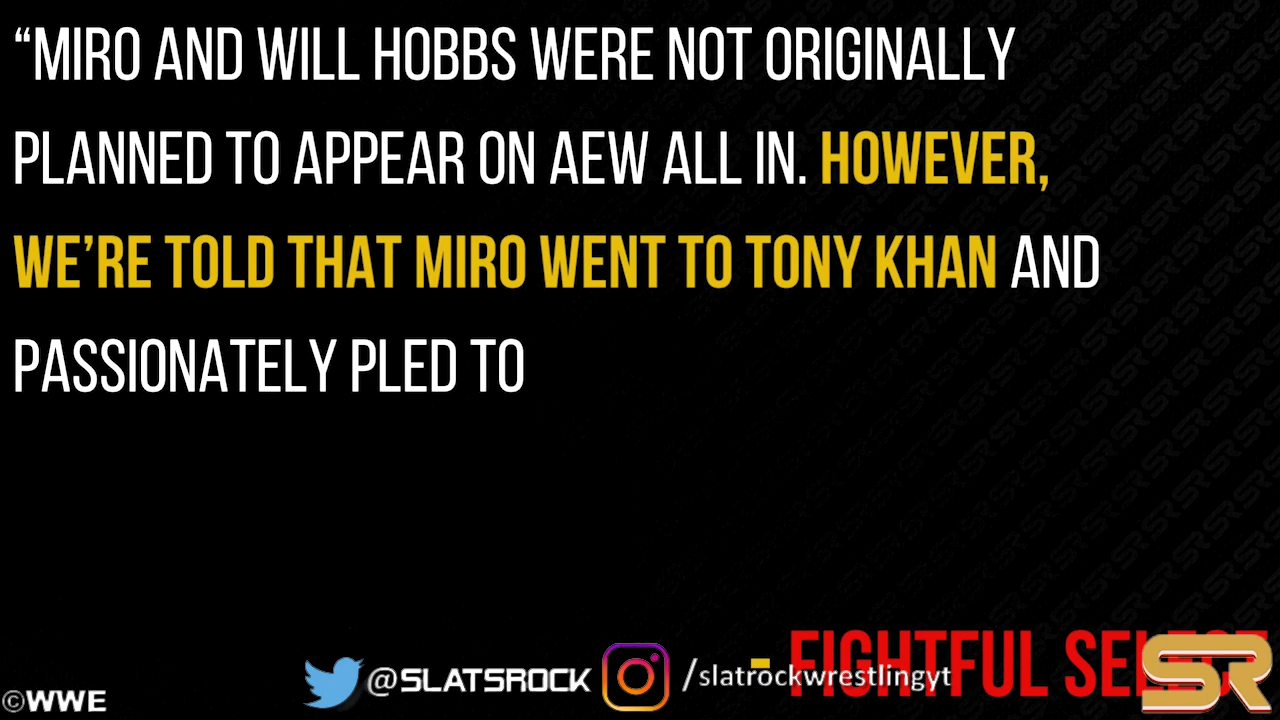 “MIRO AND WILL HOBBS WERE NOT ORIGINALLY
PLANNED TO APPEAR ON AEW ALL IN. HOWEVER,
WE’RE TOLD THAT MIRO WENT TO TONY KHAN AND
PASSIONATELY PLED TO
- FIGHTFUL SELECT
©WWE
@SLATSROCK
/slatrockwrestlingyt
SR